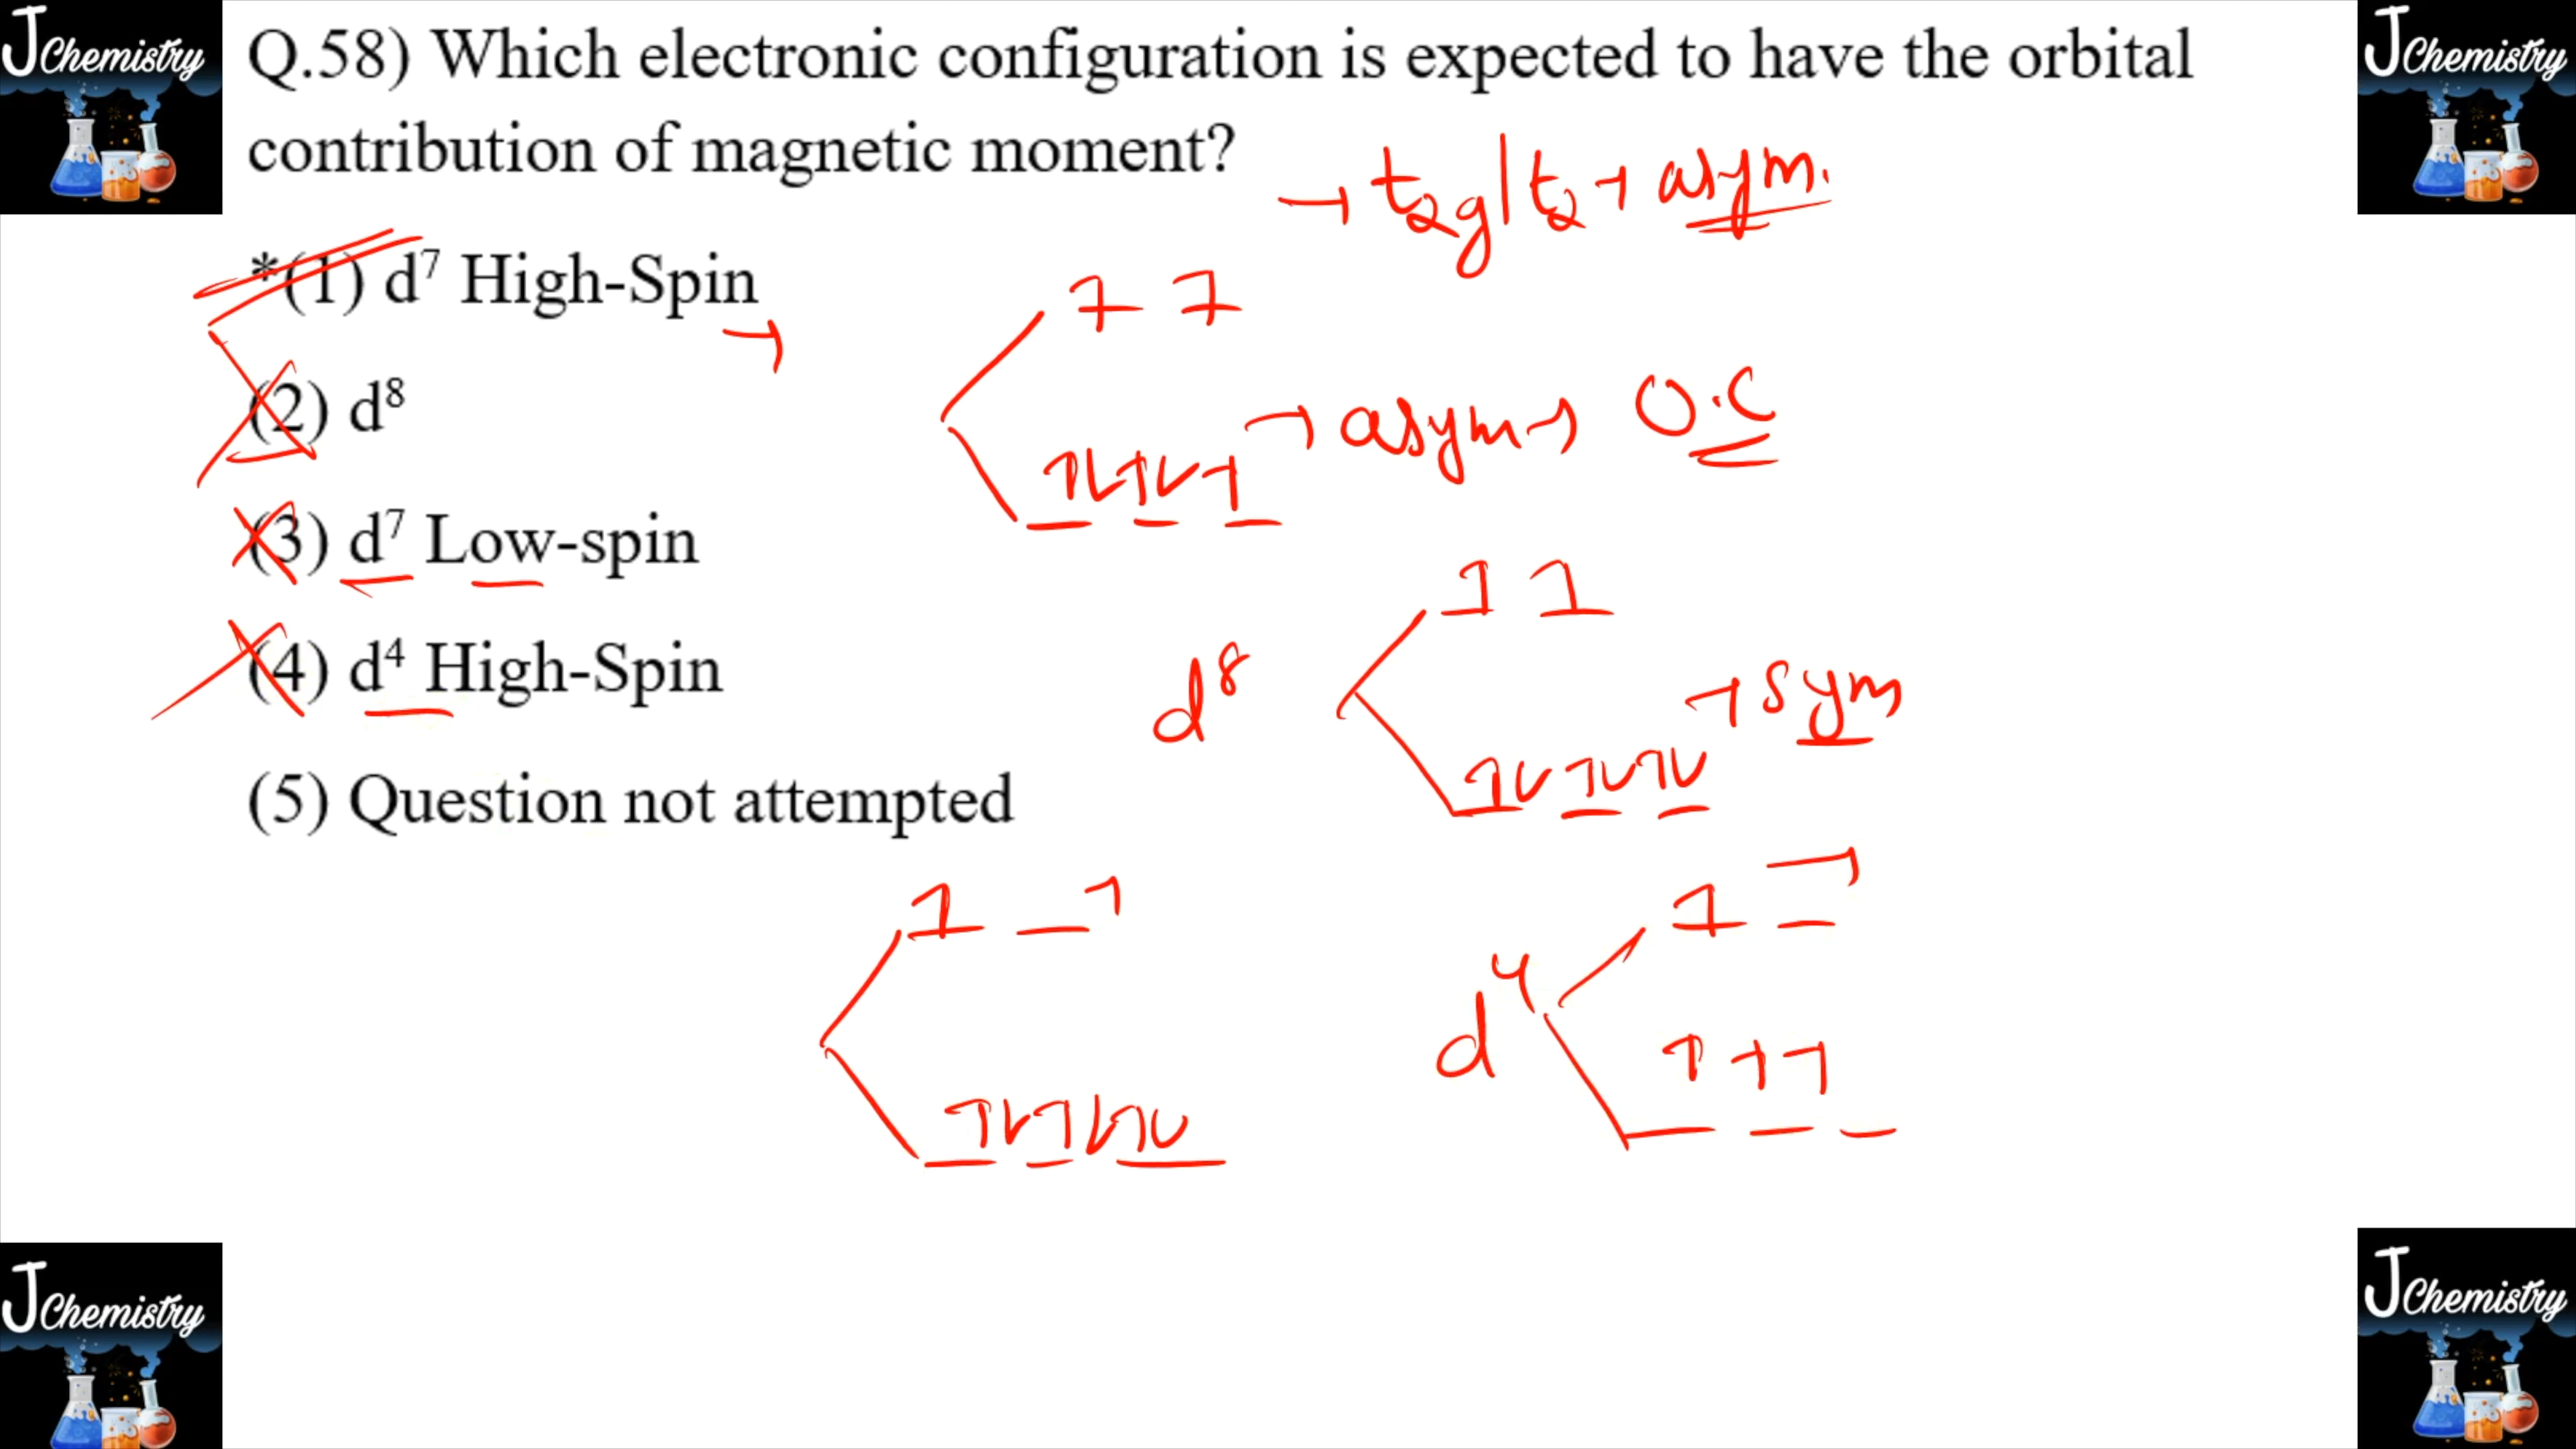 JChemistry
JChemistry
Q.58) Which electronic configuration is expected to have the orbital
contribution of magnetic moment?
→ t₂g/t₂ → asym.
*(1) d⁷ High-Spin
(2) d⁸
→ asym → O.C
(3) d⁷ Low-spin
(4) d⁴ High-Spin
d⁸
→ sym
(5) Question not attempted
d⁴
JChemistry
JChemistry